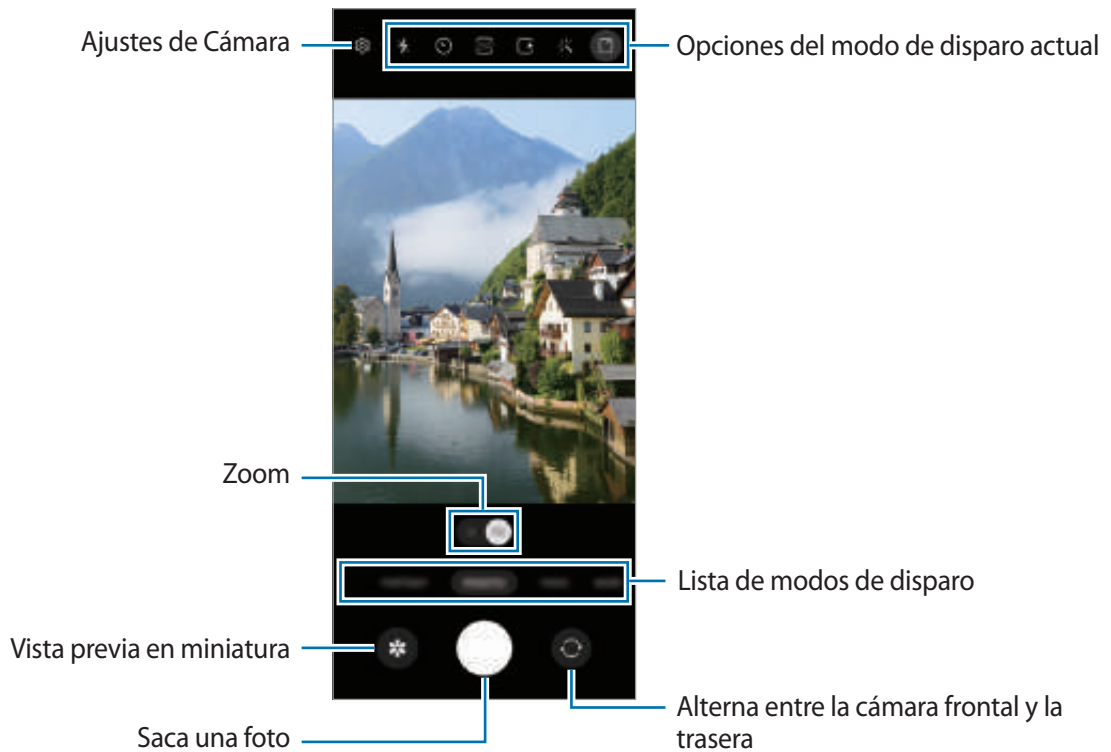 Ajustes de Cámara
Opciones del modo de disparo actual
Zoom
Lista de modos de disparo
Vista previa en miniatura
Alterna entre la cámara frontal y la
trasera
Saca una foto